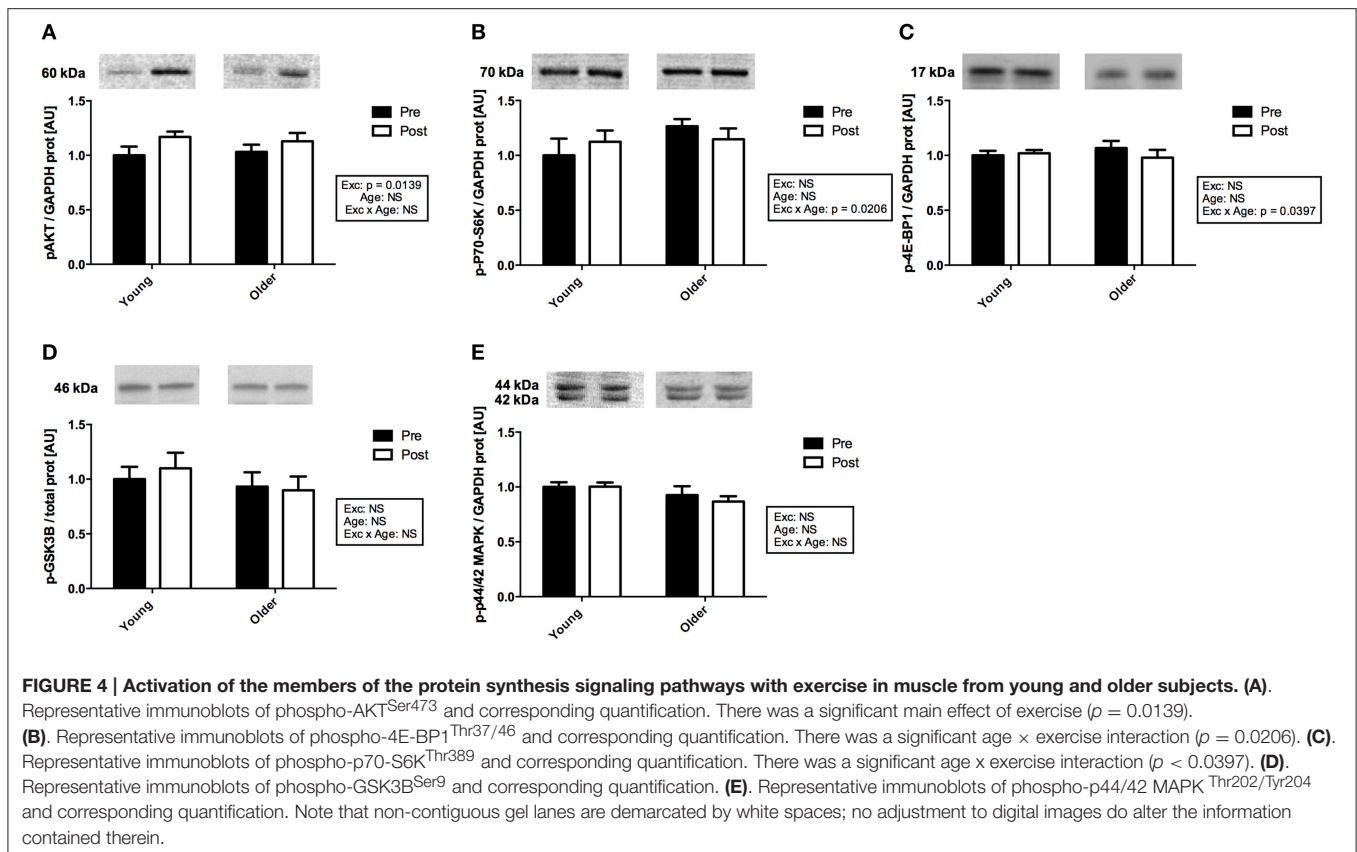 A
60 kDa
pAKT / GAPDH prot [AU]
1.5
1.0
0.5
0.0
Young
Older
Pre
Post
Exc: p = 0.0139
Age: NS
Exc x Age: NS
B
70 kDa
p-P70-S6K / GAPDH prot [AU]
1.5
1.0
0.5
0.0
Young
Older
Pre
Post
Exc: NS
Age: NS
Exc x Age: p = 0.0206
C
17 kDa
p-4E-BP1 / GAPDH prot [AU]
1.5
1.0
0.5
0.0
Young
Older
Pre
Post
Exc: NS
Age: NS
Exc x Age: p = 0.0397
D
46 kDa
p-GSK3B / total prot [AU]
1.5
1.0
0.5
0.0
Young
Older
Pre
Post
Exc: NS
Age: NS
Exc x Age: NS
E
44 kDa
42 kDa
p-p44/42 MAPK / GAPDH prot [AU]
1.5
1.0
0.5
0.0
Young
Older
Pre
Post
Exc: NS
Age: NS
Exc x Age: NS
FIGURE 4 | Activation of the members of the protein synthesis signaling pathways with exercise in muscle from young and older subjects. (A).
Representative immunoblots of phospho-AKT^Ser473 and corresponding quantification. There was a significant main effect of exercise (p = 0.0139).
(B). Representative immunoblots of phospho-4E-BP1^Thr37/46 and corresponding quantification. There was a significant age × exercise interaction (p = 0.0206). (C).
Representative immunoblots of phospho-p70-S6K^Thr389 and corresponding quantification. There was a significant age x exercise interaction (p < 0.0397). (D).
Representative immunoblots of phospho-GSK3B^Ser9 and corresponding quantification. (E). Representative immunoblots of phospho-p44/42 MAPK ^Thr202/Tyr204
and corresponding quantification. Note that non-contiguous gel lanes are demarcated by white spaces; no adjustment to digital images do alter the information
contained therein.